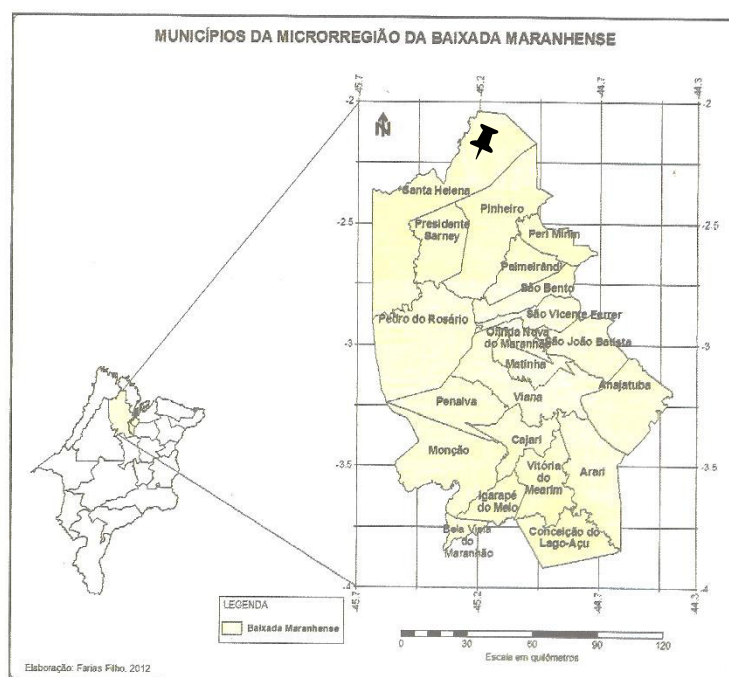 MUNICÍPIOS DA MICRORREGIÃO DA BAIXADA MARANHENSE
-45.7
-45.2
-44.7
-44.3
-2
-2
N
Santa Helena
Pinheiro
Presidente
Sarney
Peri Mirim
-2.5
-2.5
Palmeirândi
São Bento
São Vicente Ferrer
Pedro do Rosário
Olinda Nova
do Maranhão
São João Batista
-3
-3
Matinha
Anajatuba
Viana
Penalva
Cajari
Monção
-3.5
-3.5
Vitória
do
Mearim
Arari
Igarapé
do Meio
Bela Vista
do
Maranhão
Conceição do
Lago-Açu
-4
-4
-45.7
-45.2
-44.7
-44.3
LEGENDA
Baixada Maranhense
0 30 60 90 120
Escala em quilômetros
Elaboração: Farias Filho, 2012